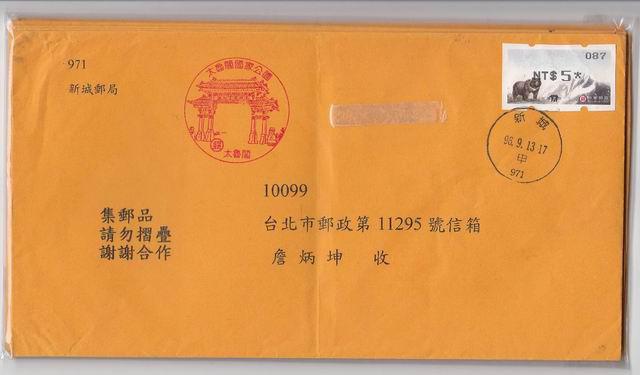 971
新城郵局
太魯閣國家公園
太魯閣
087
NT$ 5*
新城
96.9.13.17
甲
971
10099
台北市郵政第 11295 號信箱
詹炳坤 收
集郵品
請勿摺疊
謝謝合作